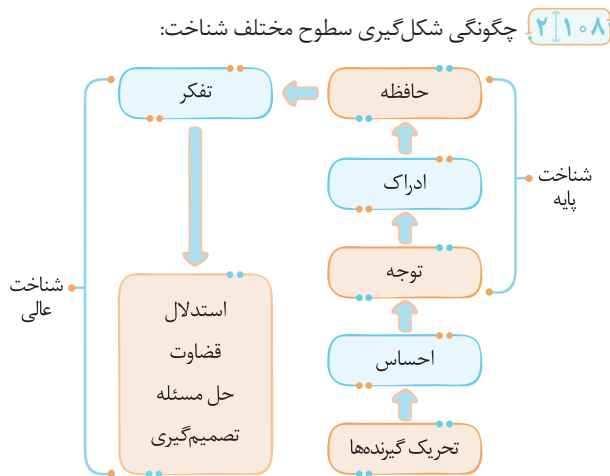 ۱۰۸ ۲ چگونگی شکل‌گیری سطوح مختلف شناخت:
حافظه
تفکر
ادراک
شناخت
پایه
توجه
شناخت
عالی
استدلال
قضاوت
حل مسئله
تصمیم‌گیری
احساس
تحریک گیرنده‌ها